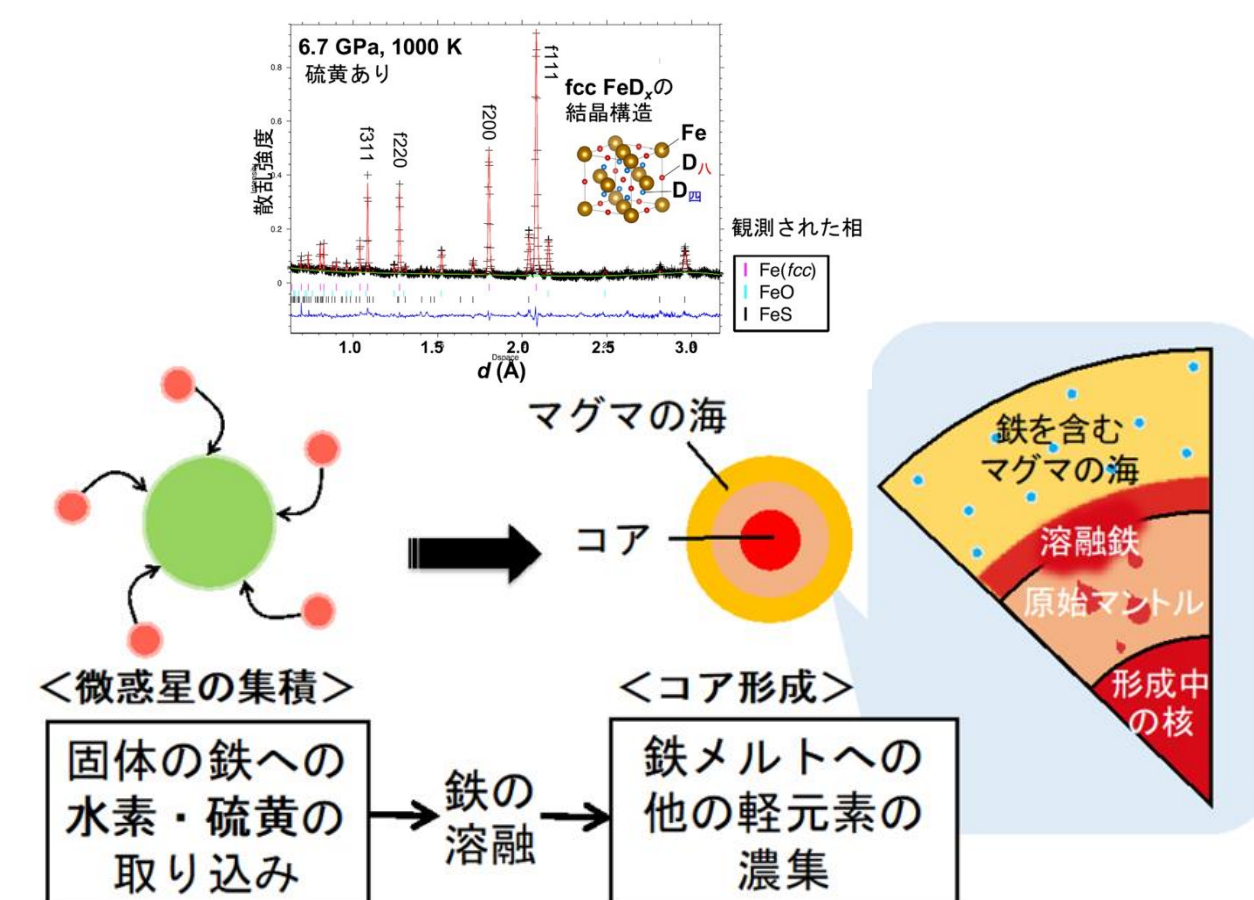 6.7 GPa, 1000 K
硫黄あり
散乱強度
0.8
0.6
0.4
0.2
0
f311
f220
f200
f111
fcc FeDxの
結晶構造
Fe
D八
D四
1.0
1.5
2.0
2.5
3.0
Dspace
d (Å)
観測された相
Fe(fcc)
FeO
FeS
マグマの海
コア
鉄を含む
マグマの海
溶融鉄
原始マントル
形成中
の核
<微惑星の集積>
<コア形成>
固体の鉄への
水素・硫黄の
取り込み
鉄の
溶融
鉄メルトへの
他の軽元素の
濃集